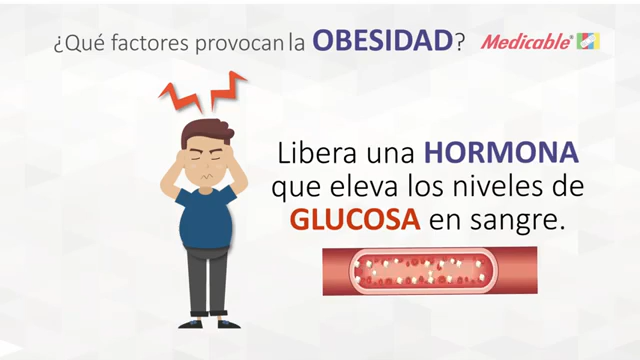 ¿Qué factores provocan la OBESIDAD? Medicable®
Libera una HORMONA
que eleva los niveles de
GLUCOSA en sangre.